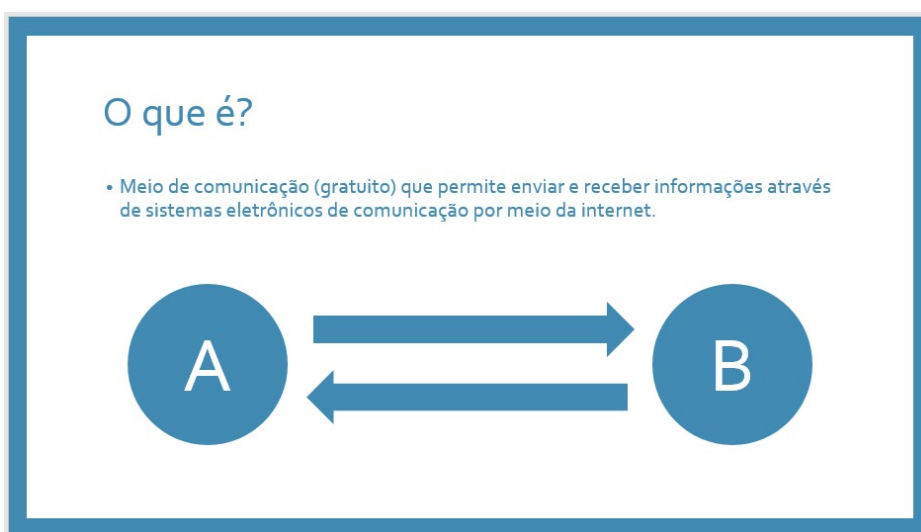 O que é?
• Meio de comunicação (gratuito) que permite enviar e receber informações através
de sistemas eletrônicos de comunicação por meio da internet.
A
B